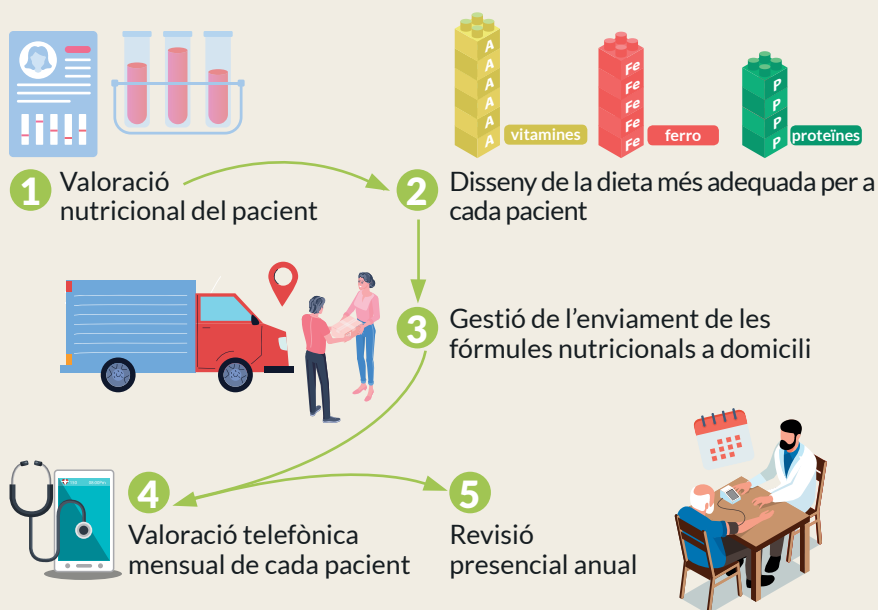 A
A
A
A
A
A
vitamines
Fe
Fe
Fe
Fe
Fe
ferro
P
P
P
P
proteïnes
1 Valoració
nutricional del pacient
2 Disseny de la dieta més adequada per a
cada pacient
3 Gestió de l’enviament de les
fórmules nutricionals a domicili
4
Valoració telefònica
mensual de cada pacient
5
Revisió
presencial anual